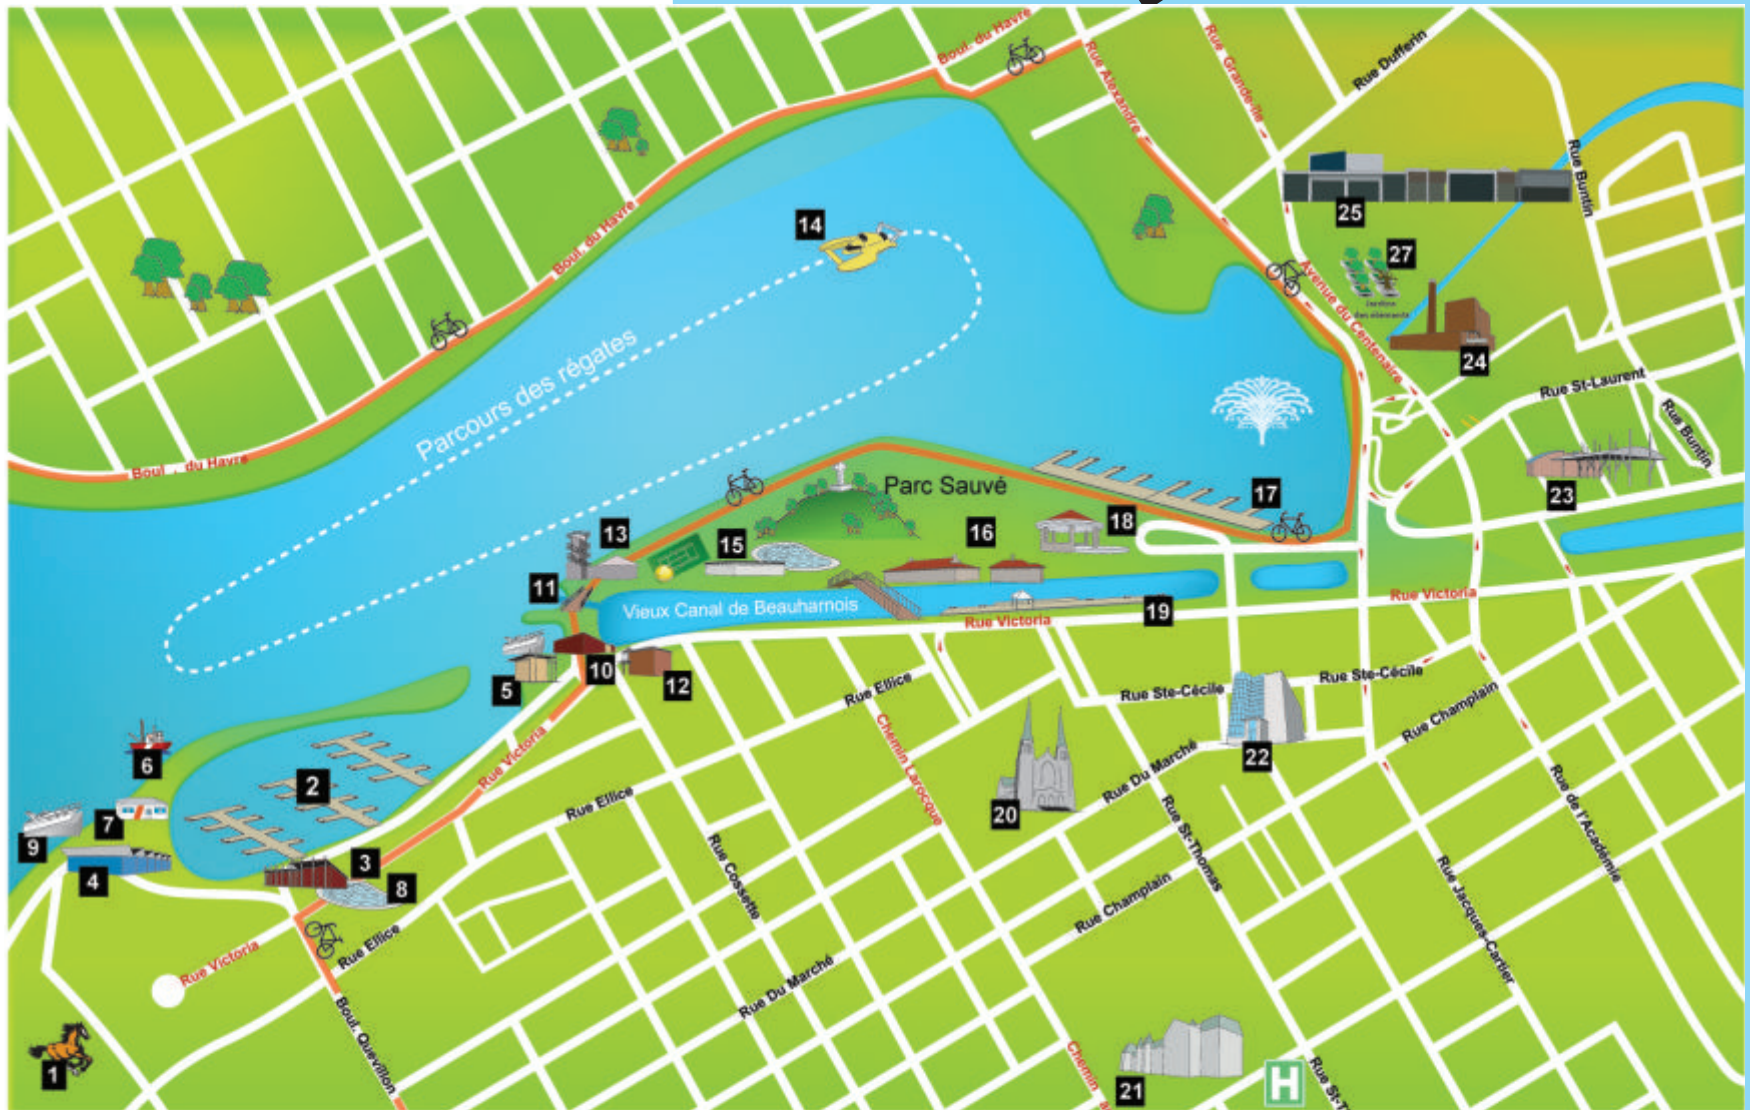 Boul. du Havre
Rue Alexandre
Rue Grande-Île
Rue Dufferin
Rue Buntin
25
14
Boul. du Havre
27
Jardins
des éléments
Avenue du Centenaire
24
Parcours des régates
Rue St-Laurent
Rue Buntin
Boul. du Havre
23
Parc Sauvé
17
18
16
15
13
11
Vieux Canal de Beauharnois
19
Rue Victoria
Rue Victoria
10
12
5
Rue Ellice
Rue Ste-Cécile
Rue Ste-Cécile
Rue Champlain
Chemin Larocque
Rue Victoria
6
2
22
Rue Du Marché
20
Rue Ellice
7
9
4
3
8
Rue Cossette
Rue St-Thomas
Rue Jacques-Cartier
Rue de l'Académie
Rue Champlain
Rue Victoria
Rue Ellice
Rue Du Marché
Boul. Quevillon
1
Chemin
21
H